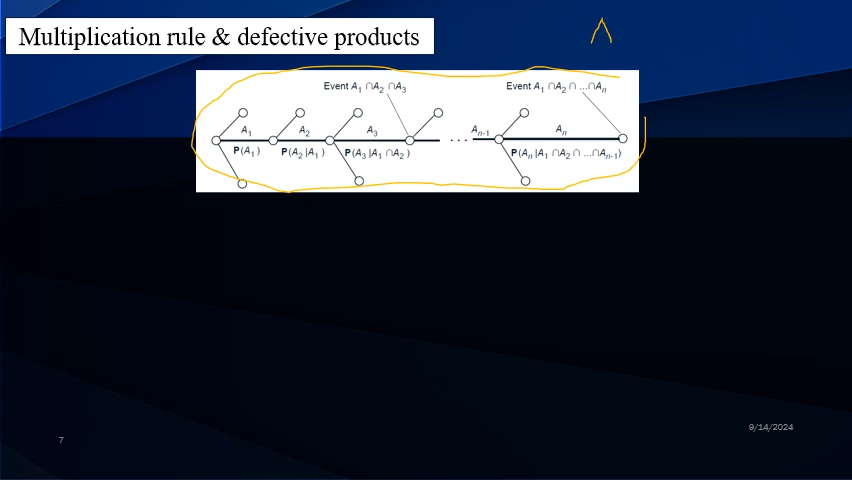 Multiplication rule & defective products
Event A1 ∩A2 ∩A3
Event A1 ∩A2 ∩ ...∩An
A1
A2
A3
. . .
An-1
An
P(A1 )
P(A2 |A1 )
P(A3 |A1 ∩A2 )
P(An |A1 ∩A2 ∩ ...∩An-1)
9/14/2024
7